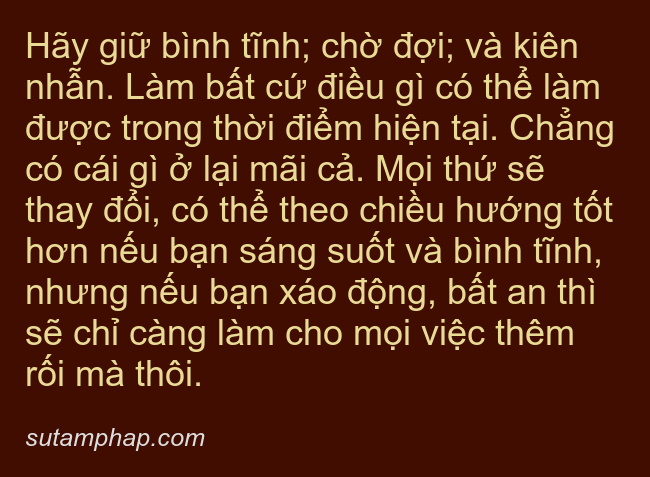 Hãy giữ bình tĩnh; chờ đợi; và kiên
nhẫn. Làm bất cứ điều gì có thể làm
được trong thời điểm hiện tại. Chẳng
có cái gì ở lại mãi cả. Mọi thứ sẽ
thay đổi, có thể theo chiều hướng tốt
hơn nếu bạn sáng suốt và bình tĩnh,
nhưng nếu bạn xáo động, bất an thì
sẽ chỉ càng làm cho mọi việc thêm
rối mà thôi.
sutamphap.com